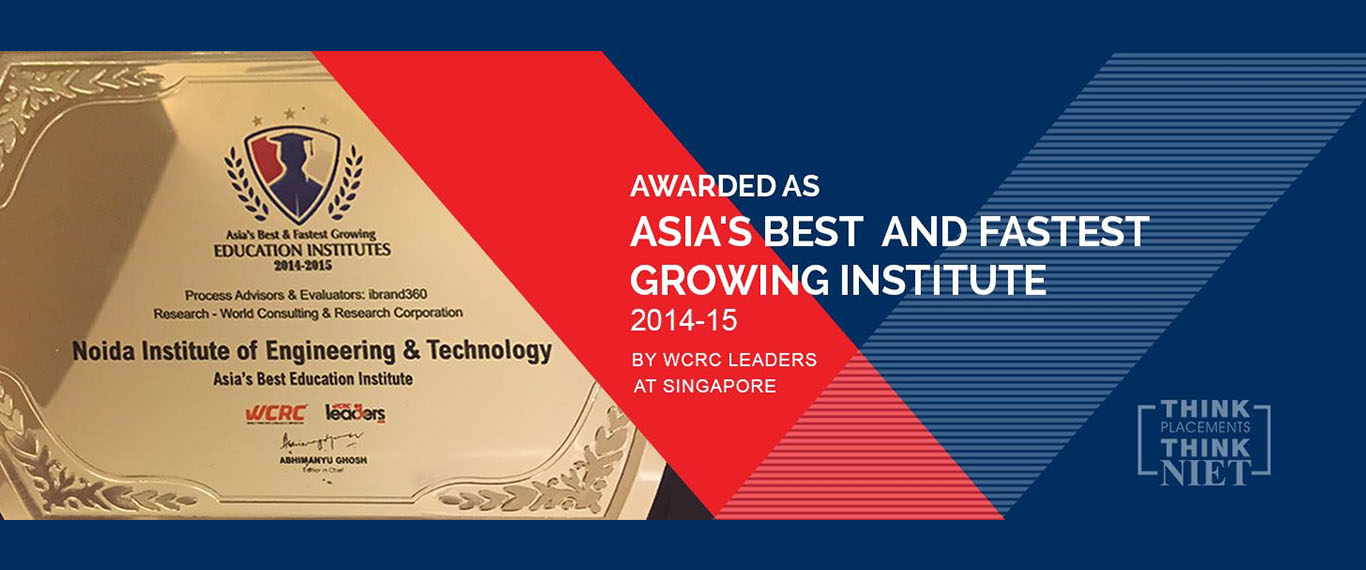 Asia's Best & Fastest Growing
EDUCATION INSTITUTES
2014-2015
Process Advisors & Evaluators: ibrand360
Research - World Consulting & Research Corporation
Noida Institute of Engineering & Technology
Asia's Best Education Institute
WCRC
leaders
ABHIMANYU GHOSH
Editor in Chief
AWARDED AS
ASIA'S BEST AND FASTEST
GROWING INSTITUTE
2014-15
BY WCRC LEADERS
AT SINGAPORE
THINK
PLACEMENTS
THINK
NIET